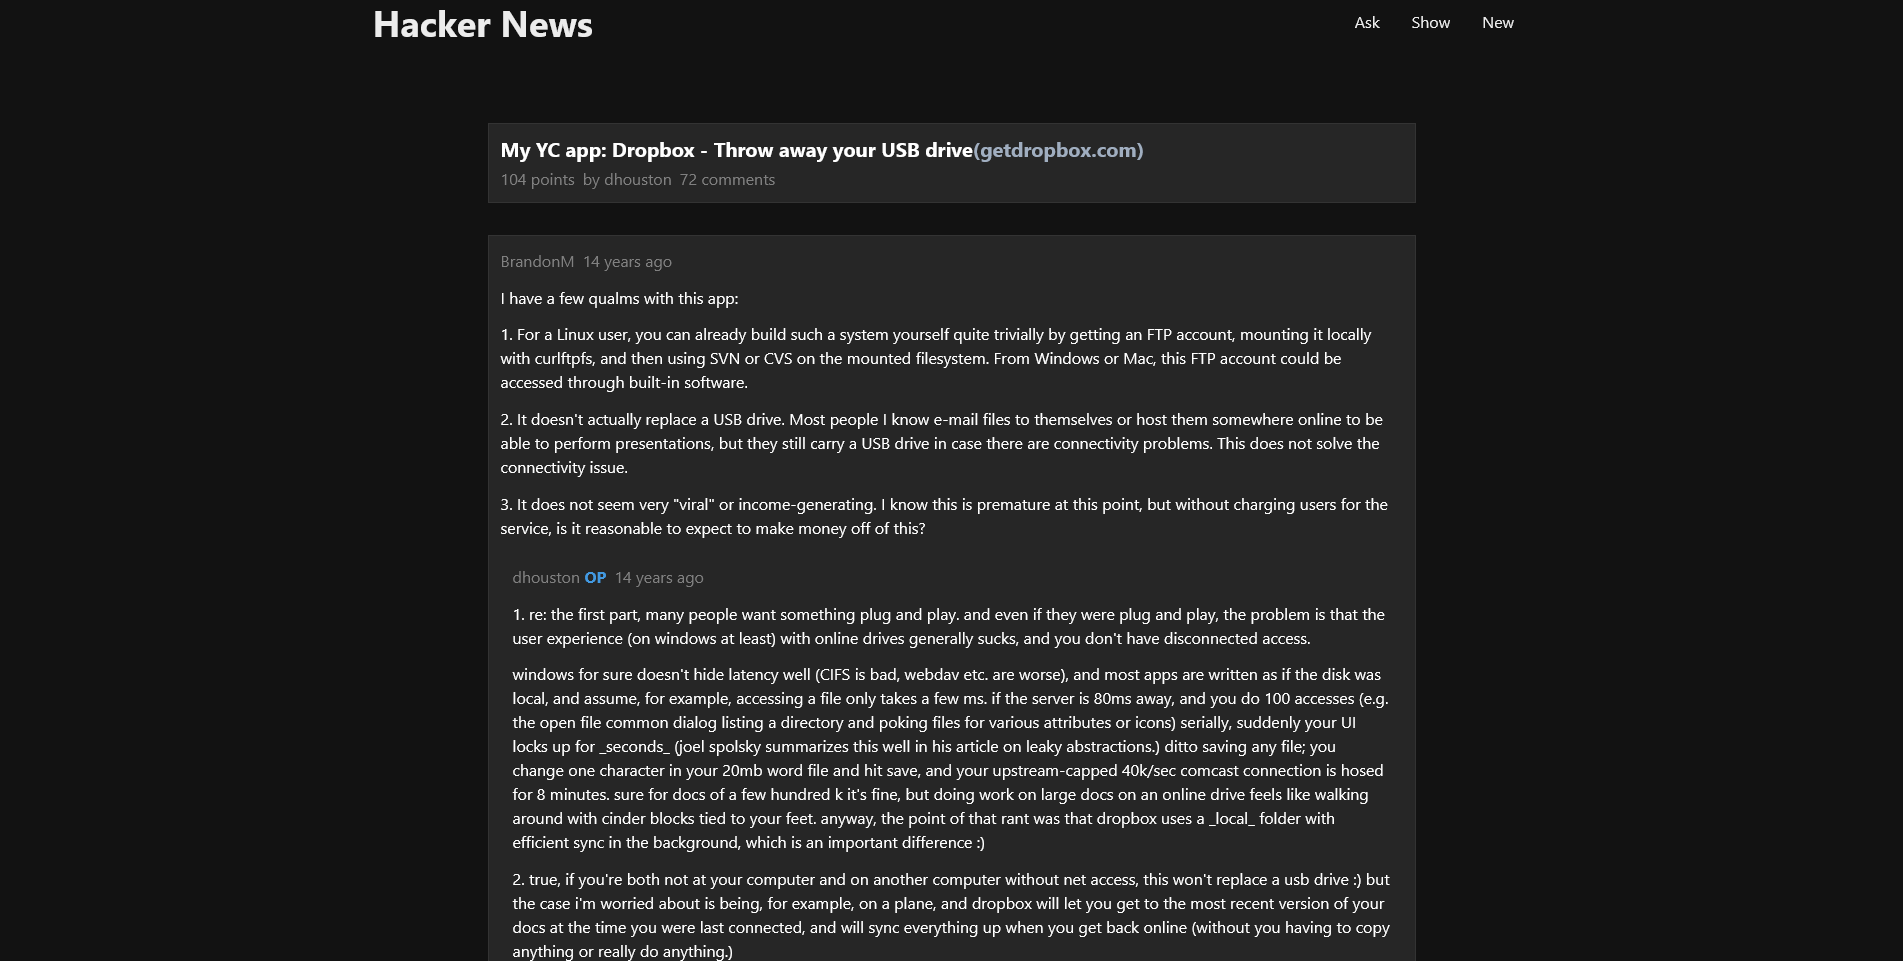 Hacker News
Ask Show New
My YC app: Dropbox - Throw away your USB drive(getdropbox.com)
104 points by dhouston 72 comments
BrandonM 14 years ago
I have a few qualms with this app:
1. For a Linux user, you can already build such a system yourself quite trivially by getting an FTP account, mounting it locally
with curlftpfs, and then using SVN or CVS on the mounted filesystem. From Windows or Mac, this FTP account could be
accessed through built-in software.
2. It doesn't actually replace a USB drive. Most people I know e-mail files to themselves or host them somewhere online to be
able to perform presentations, but they still carry a USB drive in case there are connectivity problems. This does not solve the
connectivity issue.
3. It does not seem very "viral" or income-generating. I know this is premature at this point, but without charging users for the
service, is it reasonable to expect to make money off of this?
dhouston OP 14 years ago
1. re: the first part, many people want something plug and play. and even if they were plug and play, the problem is that the
user experience (on windows at least) with online drives generally sucks, and you don't have disconnected access.
windows for sure doesn't hide latency well (CIFS is bad, webdav etc. are worse), and most apps are written as if the disk was
local, and assume, for example, accessing a file only takes a few ms. if the server is 80ms away, and you do 100 accesses (e.g.
the open file common dialog listing a directory and poking files for various attributes or icons) serially, suddenly your UI
locks up for _seconds_ (joel spolsky summarizes this well in his article on leaky abstractions.) ditto saving any file; you
change one character in your 20mb word file and hit save, and your upstream-capped 40k/sec comcast connection is hosed
for 8 minutes. sure for docs of a few hundred k it's fine, but doing work on large docs on an online drive feels like walking
around with cinder blocks tied to your feet. anyway, the point of that rant was that dropbox uses a _local_ folder with
efficient sync in the background, which is an important difference :)
2. true, if you're both not at your computer and on another computer without net access, this won't replace a usb drive :) but
the case i'm worried about is being, for example, on a plane, and dropbox will let you get to the most recent version of your
docs at the time you were last connected, and will sync everything up when you get back online (without you having to copy
anything or really do anything.)